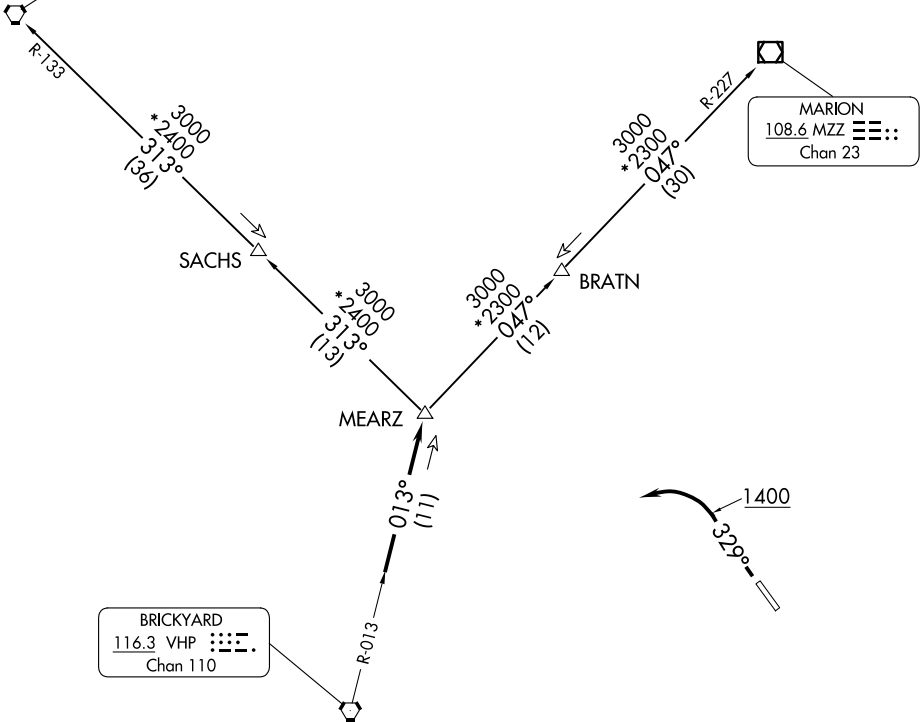 R-133
3000
*2400
313°
(36)
SACHS
3000
*2400
313°
(13)
R-227
MARION
108.6 MZZ
Chan 23
3000
*2300
047°
(30)
BRATN
3000
*2300
047°
(12)
MEARZ
013°
(11)
1400
329°
BRICKYARD
116.3 VHP
Chan 110
R-013